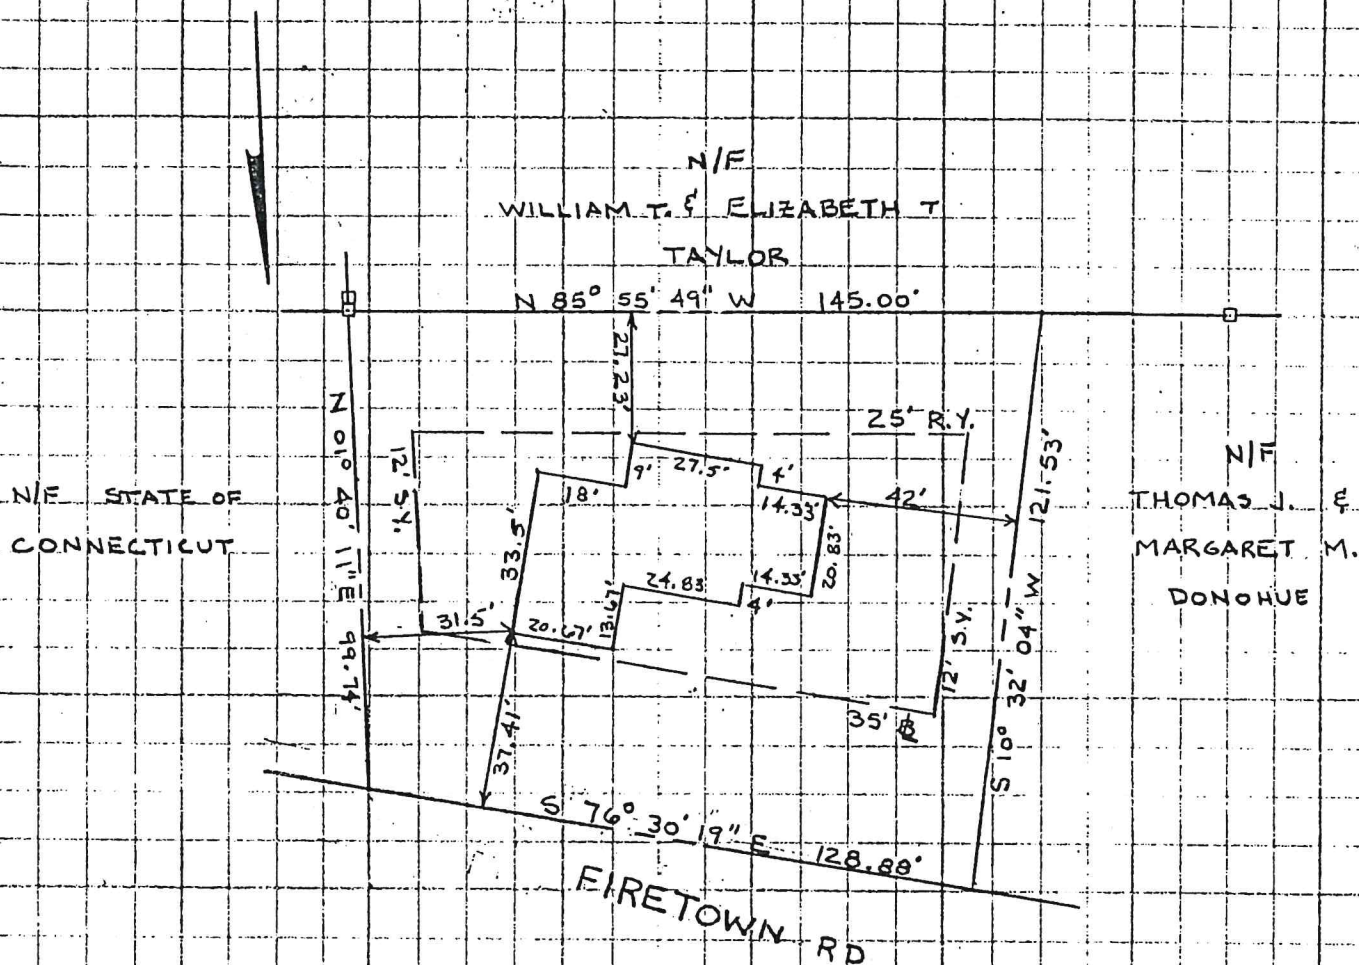 N/F
WILLIAM T. & ELIZABETH T
TAYLOR
N 85° 55' 49" W 145.00'
27.23'
N 01° 40' 11" E 99.74'
25' R.Y.
12' S.Y.
27.5'
4'
9'
18'
14.33'
42'
S 10° 32' 04" W 121.53'
N/F STATE OF
CONNECTICUT
N/F
THOMAS J. &
MARGARET M.
DONOHUE
33.5'
20.83'
14.33'
24.83
4'
13.67'
20.67'
31.5'
12' S.Y.
35'
37.41'
S 76° 30' 19" E 128.88'
FIRETOWN RD